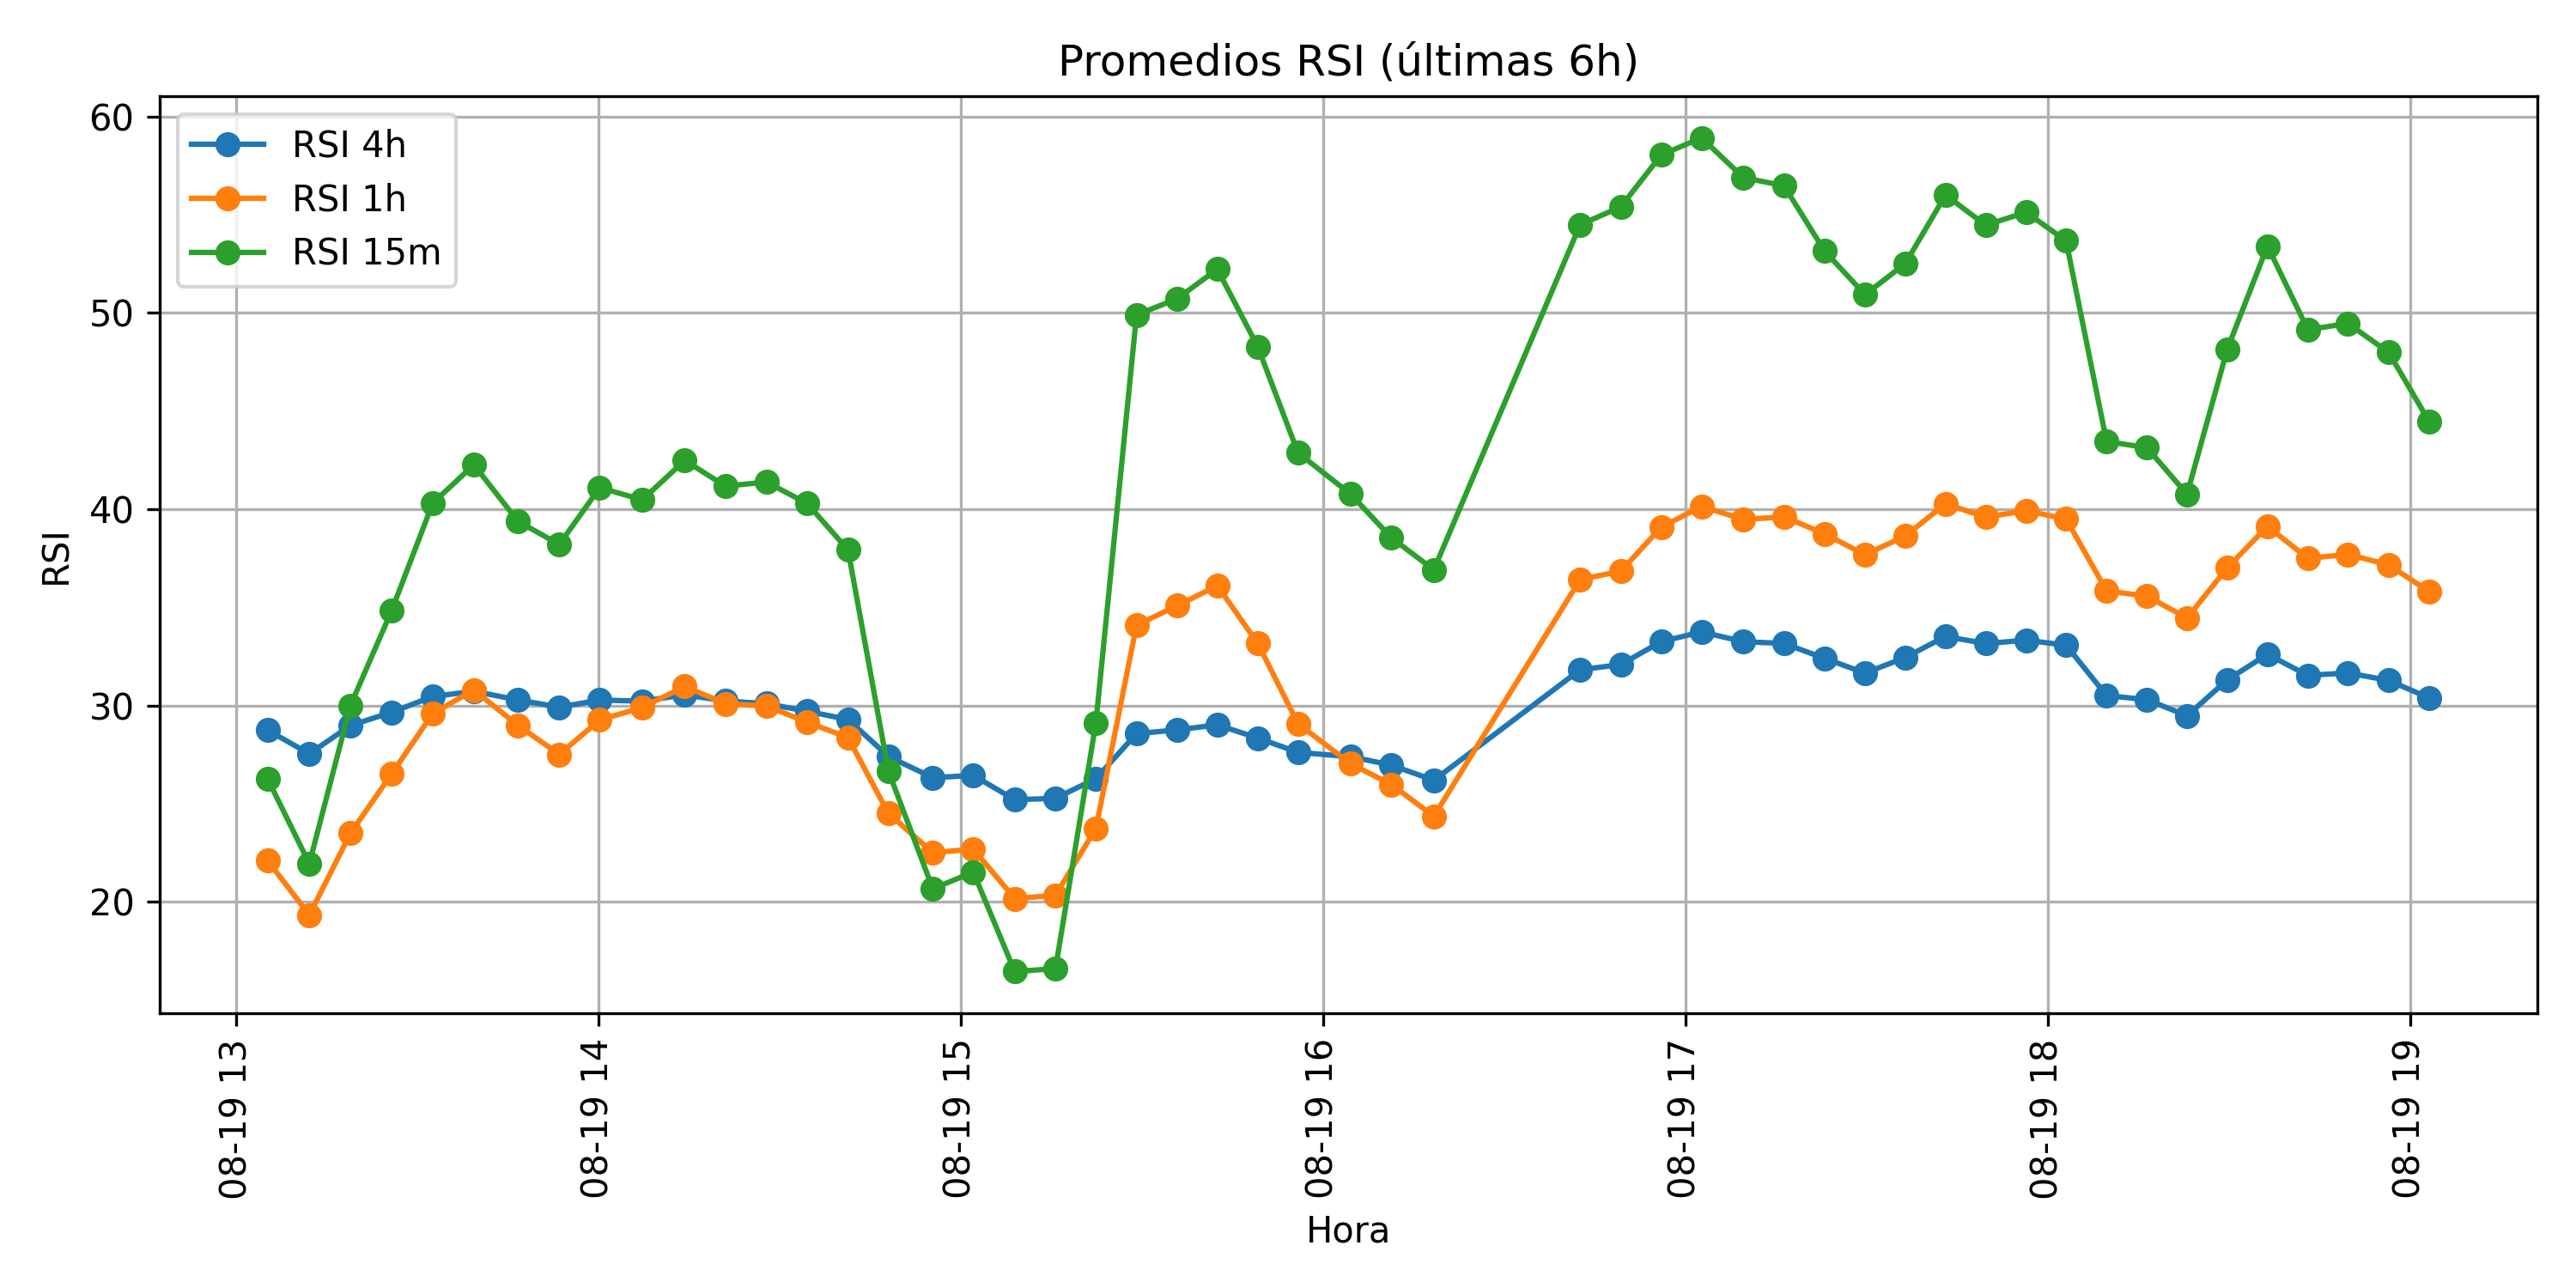 Promedios RSI (últimas 6h)
RSI 4h
RSI 1h
RSI 15m
RSI
60
50
40
30
20
08-19 13
08-19 14
08-19 15
08-19 16
08-19 17
08-19 18
08-19 19
Hora